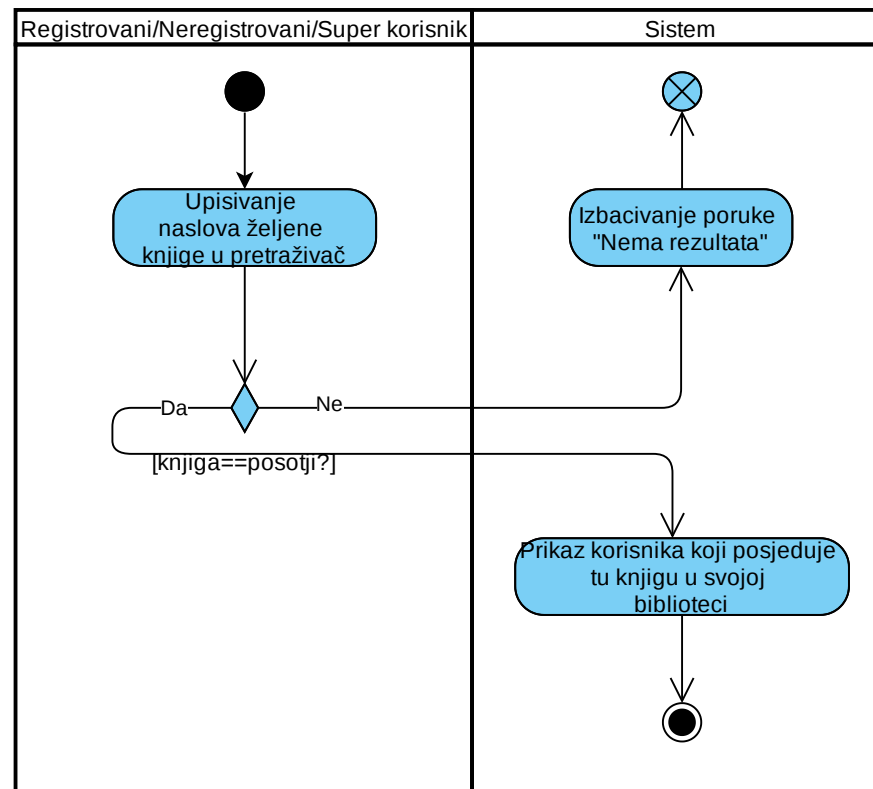 Registrovani/Neregistrovani/Super korisnik
Sistem
Upisivanje
naslova željene
knjige u pretraživač
Izbacivanje poruke
"Nema rezultata"
Da
Ne
[knjiga==posotji?]
Prikaz korisnika koji posjeduje
tu knjigu u svojoj
biblioteci